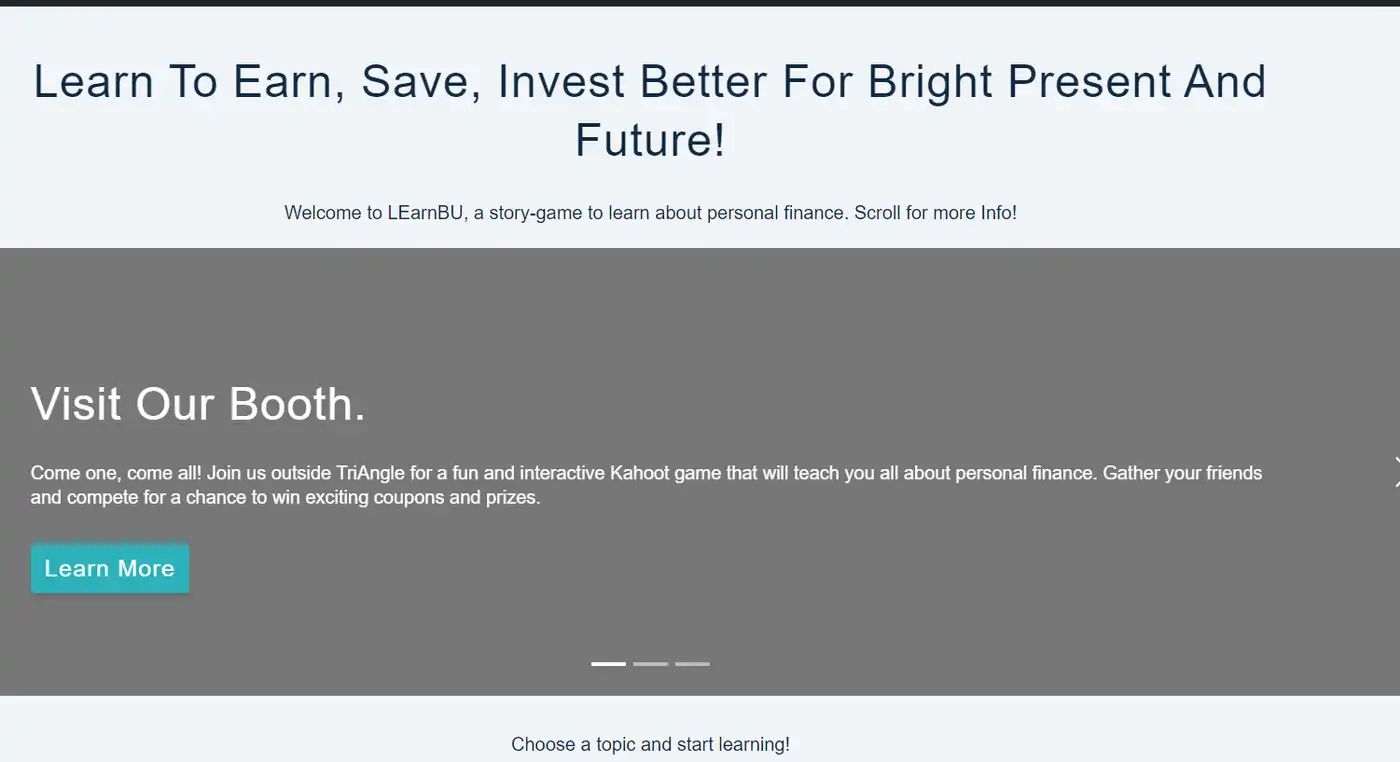 Learn To Earn, Save, Invest Better For Bright Present And
Future!
Welcome to LEarnBU, a story-game to learn about personal finance. Scroll for more Info!
Visit Our Booth.
Come one, come all! Join us outside TriAngle for a fun and interactive Kahoot game that will teach you all about personal finance. Gather your friends
and compete for a chance to win exciting coupons and prizes.
Learn More
Choose a topic and start learning!